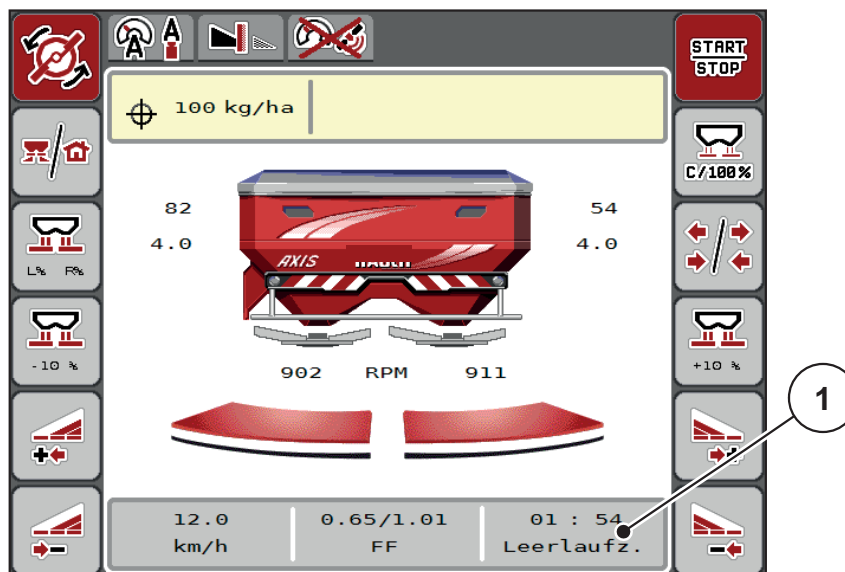 A A
START
STOP
100 kg/ha
C/100%
82 54
4.0 4.0
AXIS RAUCH
L% R%
-10 % +10 %
902 RPM 911
1
12.0 0.65/1.01 01 : 54
km/h FF Leerlaufz.